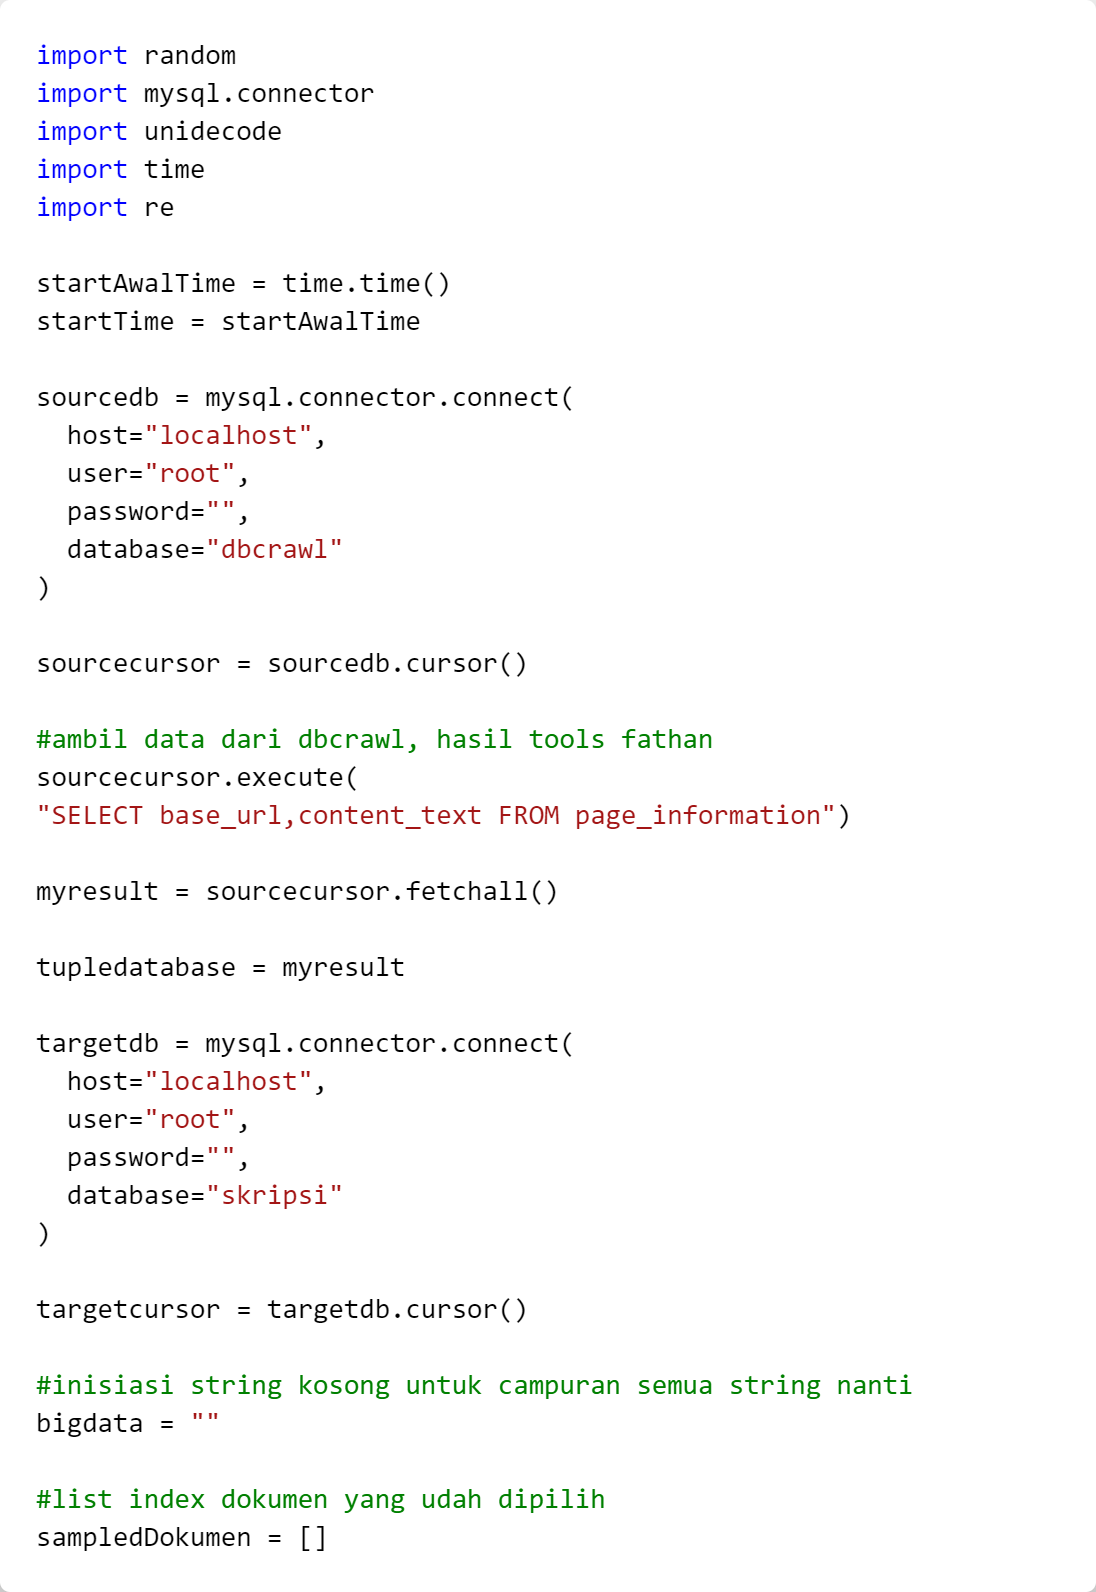 import random
import mysql.connector
import unidecode
import time
import re
startAwalTime = time.time()
startTime = startAwalTime
sourcedb = mysql.connector.connect(
  host="localhost",
  user="root",
  password="",
  database="dbcrawl"
)
sourcecursor = sourcedb.cursor()
#ambil data dari dbcrawl, hasil tools fathan
sourcecursor.execute(
"SELECT base_url,content_text FROM page_information")
myresult = sourcecursor.fetchall()
tupledatabase = myresult
targetdb = mysql.connector.connect(
  host="localhost",
  user="root",
  password="",
  database="skripsi"
)
targetcursor = targetdb.cursor()
#inisiasi string kosong untuk campuran semua string nanti
bigdata = ""
#list index dokumen yang udah dipilih
sampledDokumen = []